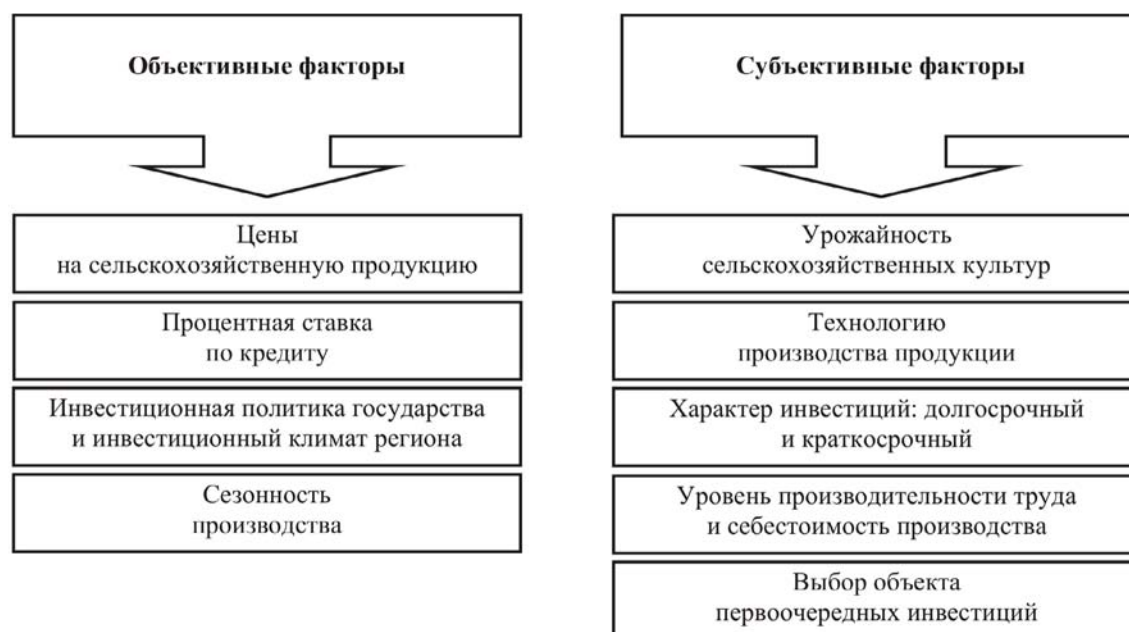 Объективные факторы
Цены
на сельскохозяйственную продукцию
Процентная ставка
по кредиту
Инвестиционная политика государства
и инвестиционный климат региона
Сезонность
производства
Субъективные факторы
Урожайность
сельскохозяйственных культур
Технологию
производства продукции
Характер инвестиций: долгосрочный
и краткосрочный
Уровень производительности труда
и себестоимость производства
Выбор объекта
первоочередных инвестиций